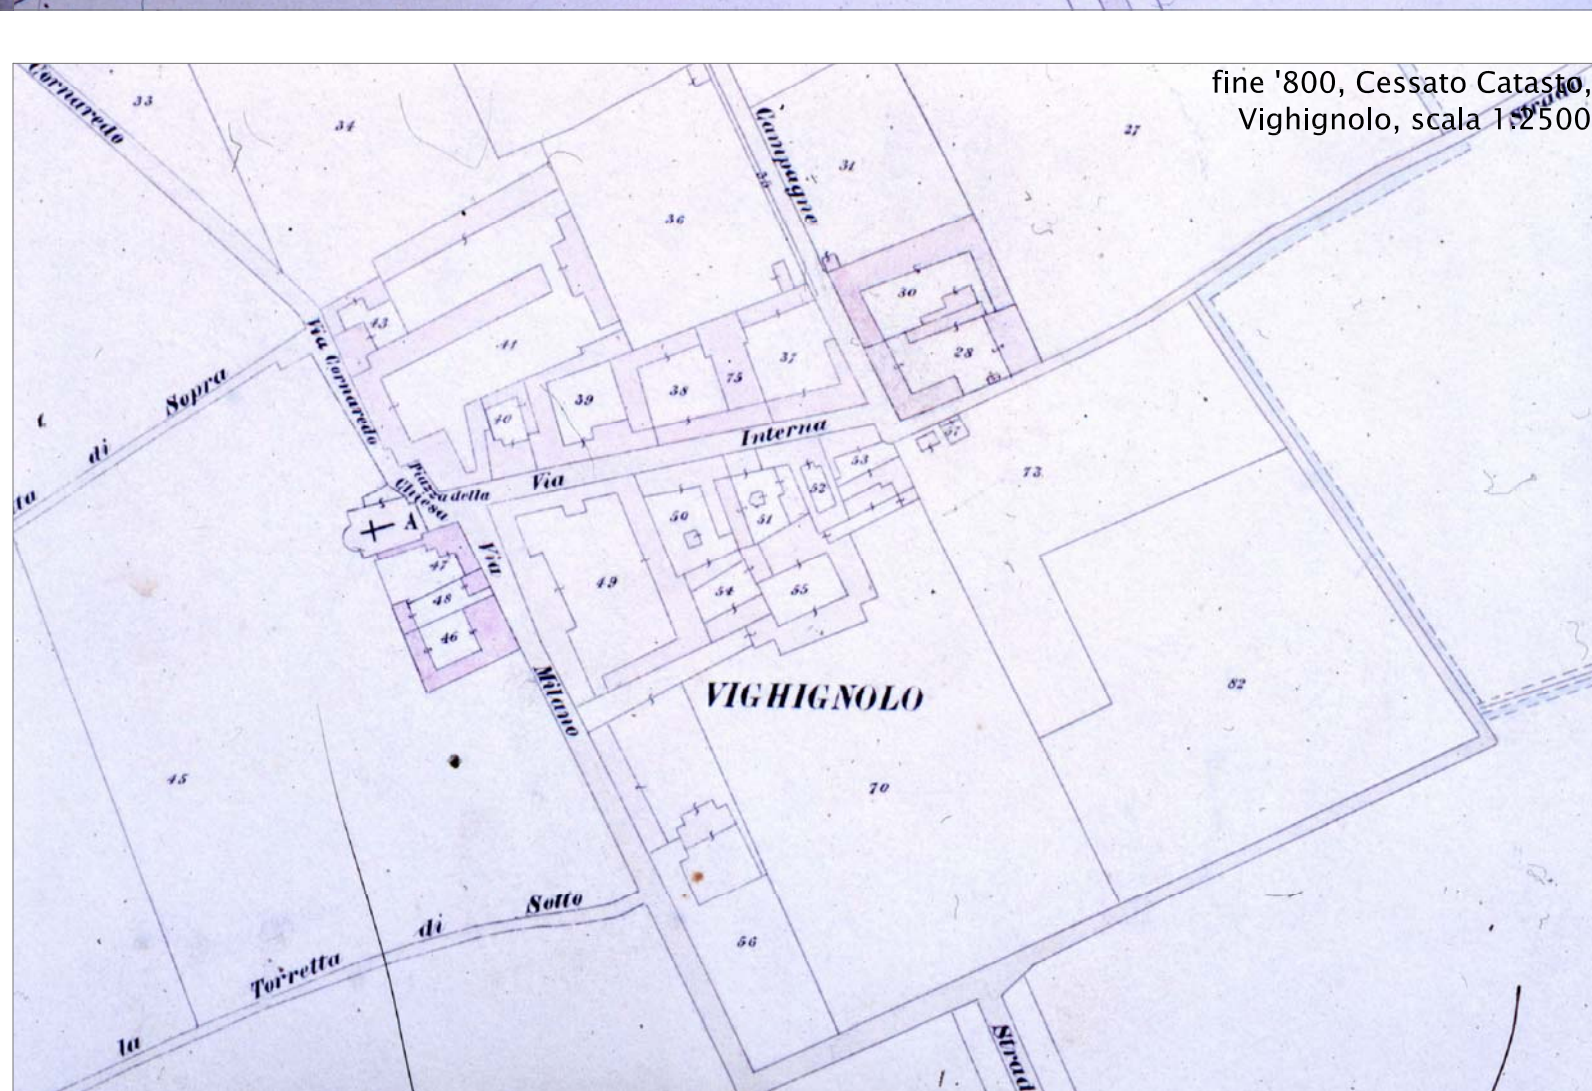 fine '800, Cessato Catasto,
Vighignolo, scala 1:2500
Cornaredo
33
34
Campagne
31
27
Strada
36
30
43
Via Cornaredo
41
37
28
Sopra
di
40
39
38
75
Interna
Via
Piazza della
Chiesa
A
53
73
52
51
50
Via
47
48
46
49
54
55
Milano
VIGHIGNOLO
82
45
70
Sotto
di
Torretta
la
56
Strad